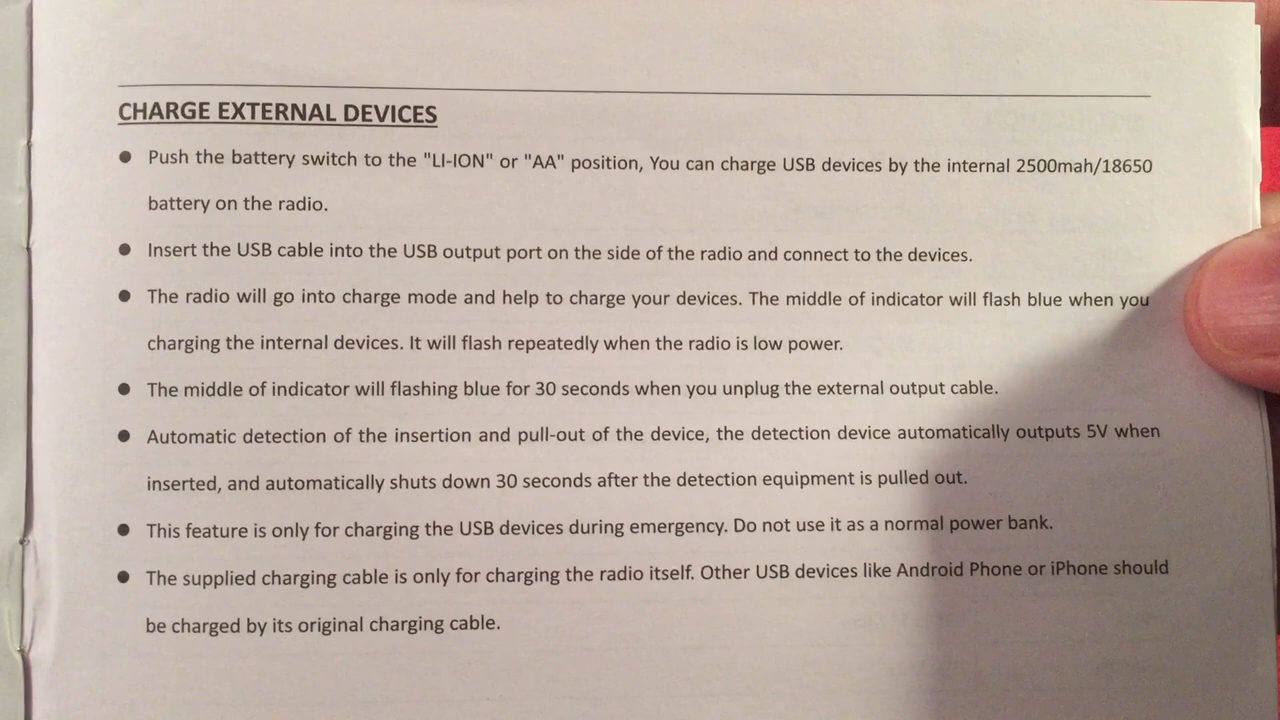 CHARGE EXTERNAL DEVICES
● Push the battery switch to the "LI-ION" or "AA" position, You can charge USB devices by the internal 2500mah/18650
battery on the radio.
● Insert the USB cable into the USB output port on the side of the radio and connect to the devices.
● The radio will go into charge mode and help to charge your devices. The middle of indicator will flash blue when you
charging the internal devices. It will flash repeatedly when the radio is low power.
● The middle of indicator will flashing blue for 30 seconds when you unplug the external output cable.
● Automatic detection of the insertion and pull-out of the device, the detection device automatically outputs 5V when
inserted, and automatically shuts down 30 seconds after the detection equipment is pulled out.
● This feature is only for charging the USB devices during emergency. Do not use it as a normal power bank.
● The supplied charging cable is only for charging the radio itself. Other USB devices like Android Phone or iPhone should
be charged by its original charging cable.